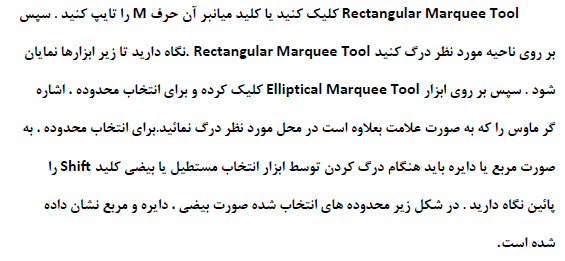 Rectangular Marquee Tool کلیک کنید یا کلید میانبر آن حرف M را تایپ کنید . سپس
بر روی ناحیه مورد نظر درگ کنید Rectangular Marquee Tool .نگاه دارید تا زیر ابزارها نمایان
شود . سپس بر روی ابزار Elliptical Marquee Tool کلیک کرده و برای انتخاب محدوده ، اشاره
گر ماوس را که به صورت علامت بعلاوه است در محل مورد نظر درگ نمائید.برای انتخاب محدوده ، به
صورت مربع یا دایره باید هنگام درگ کردن توسط ابزار انتخاب مستطیل یا بیضی کلید Shift را
پائین نگاه دارید . در شکل زیر محدوده های انتخاب شده صورت بیضی ، دایره و مربع نشان داده
شده است.